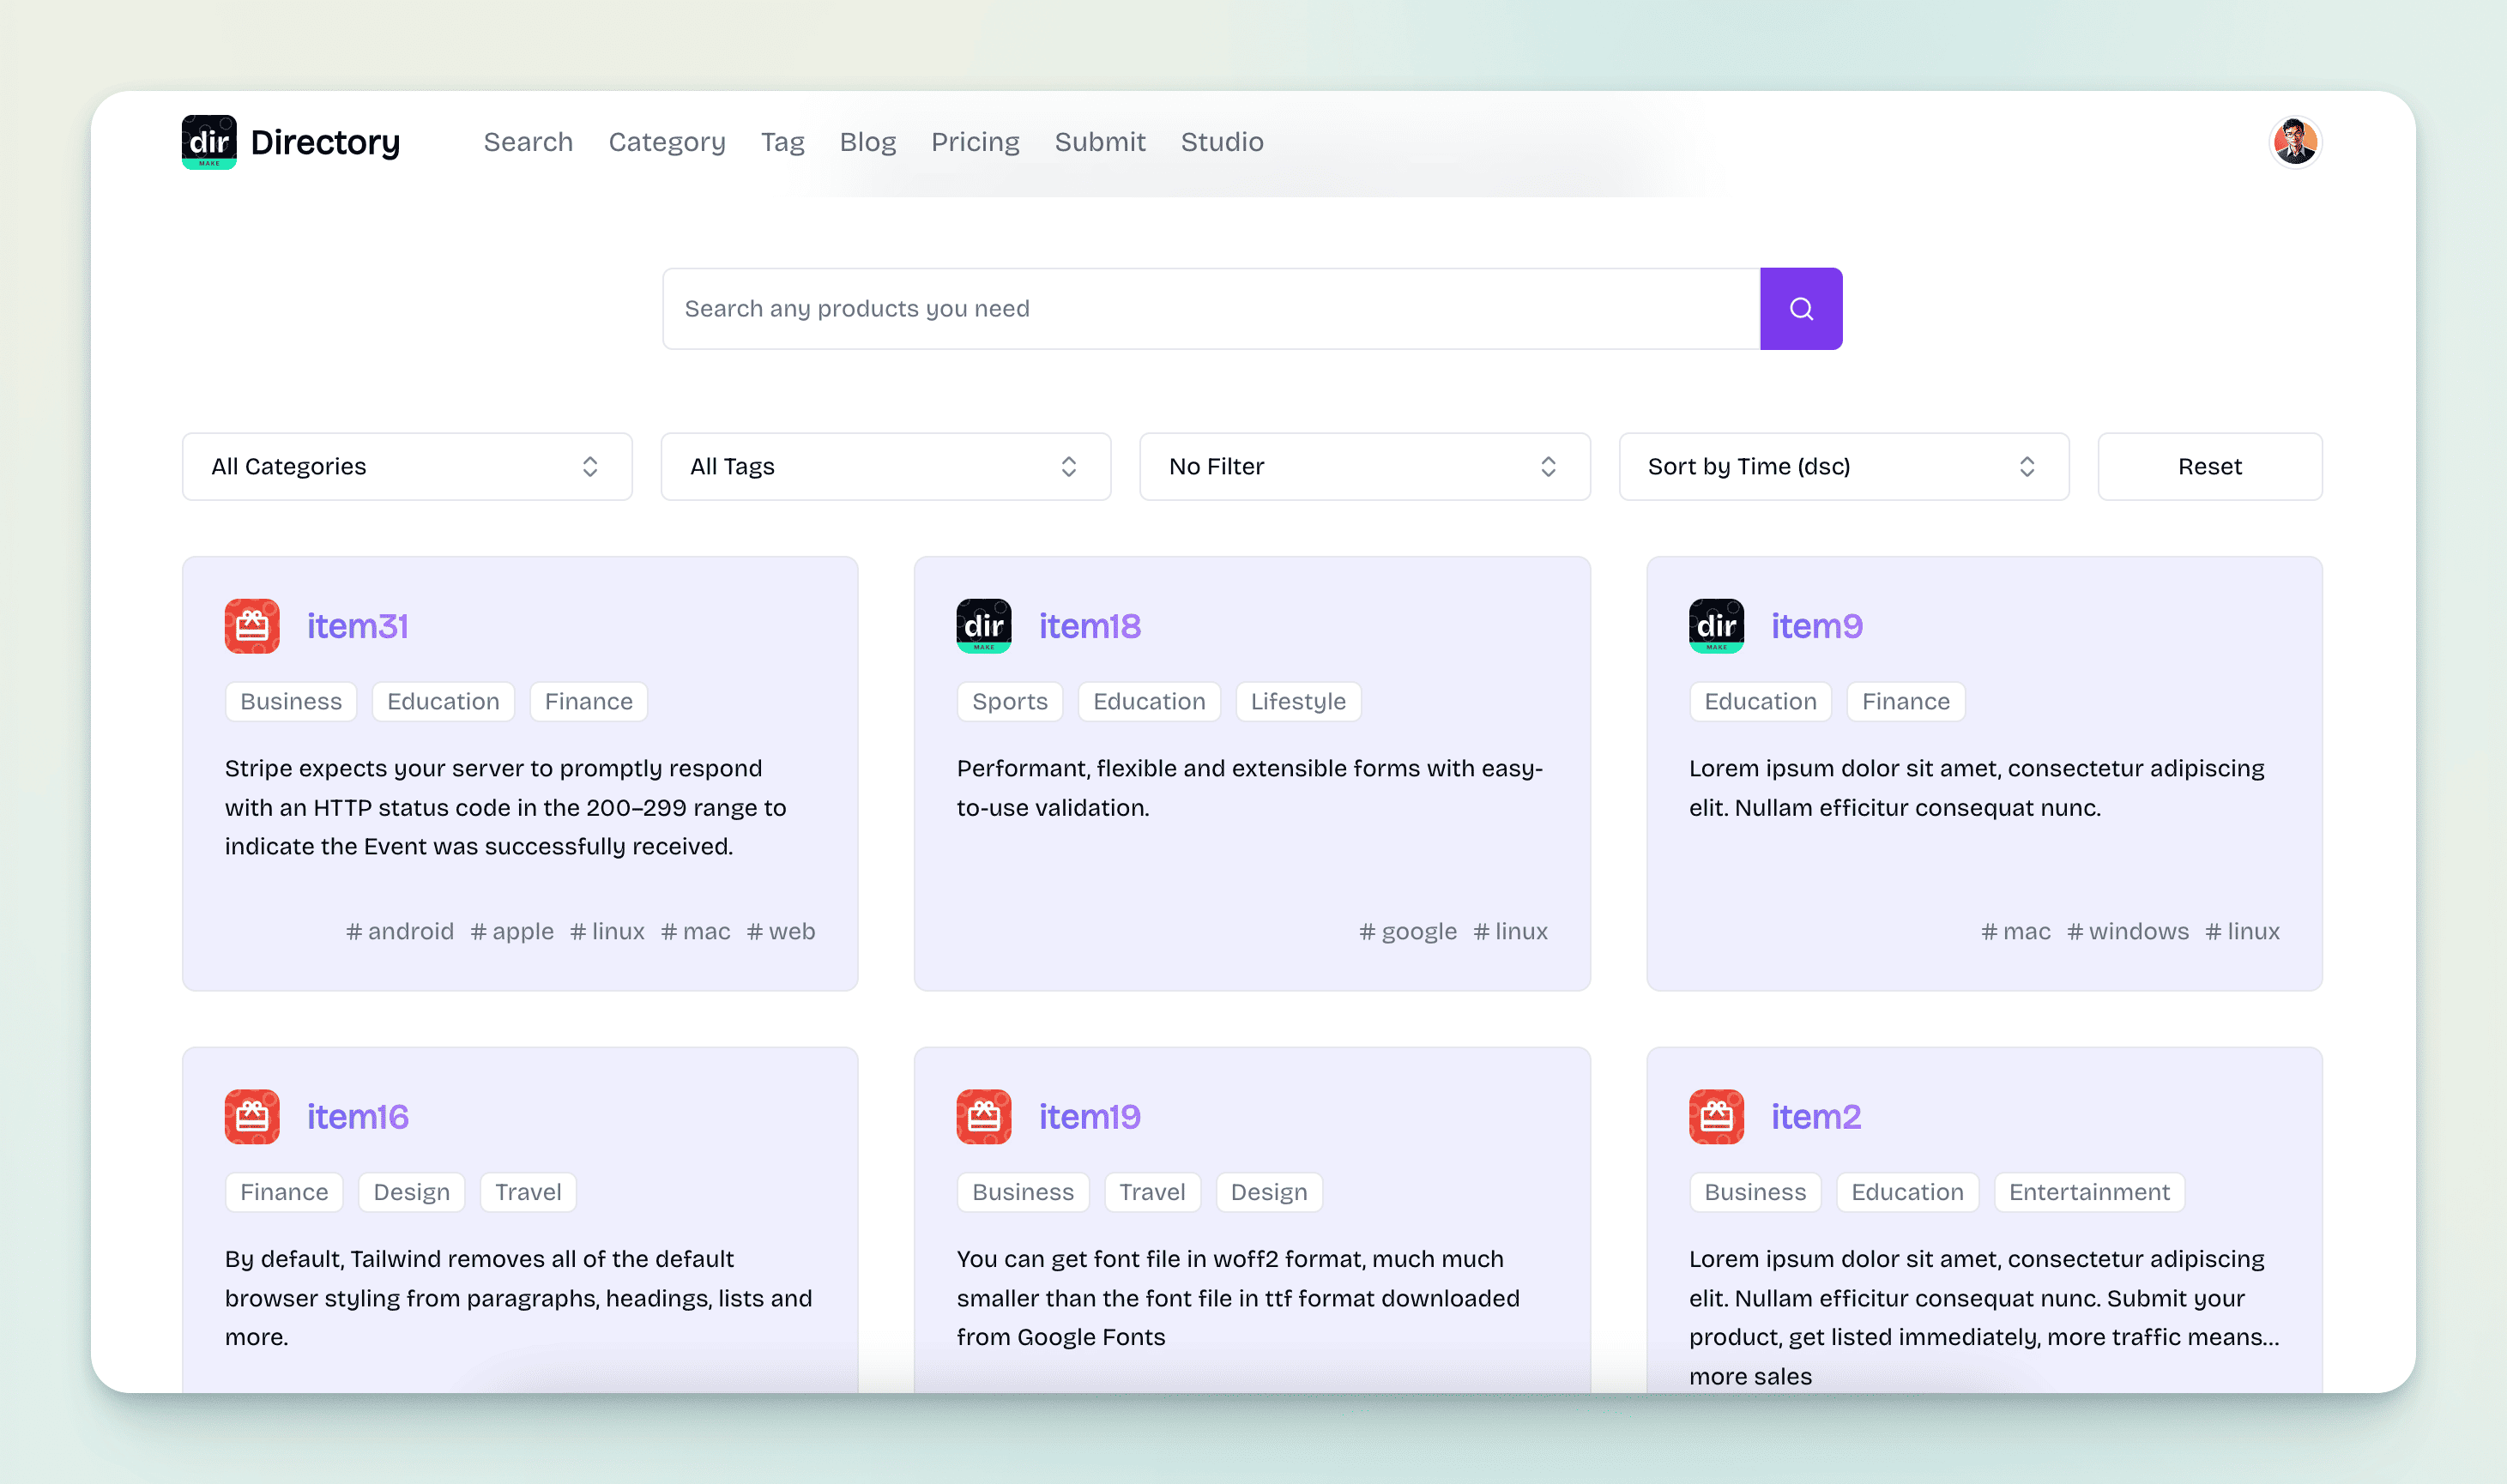 dir
MAKE
Directory
Search Category Tag Blog Pricing Submit Studio
Search any products you need
All Categories All Tags No Filter Sort by Time (dsc) Reset
item31
Business Education Finance
Stripe expects your server to promptly respond
with an HTTP status code in the 200–299 range to
indicate the Event was successfully received.
# android # apple # linux # mac # web
dir
MAKE
item18
Sports Education Lifestyle
Performant, flexible and extensible forms with easy-
to-use validation.
# google # linux
dir
MAKE
item9
Education Finance
Lorem ipsum dolor sit amet, consectetur adipiscing
elit. Nullam efficitur consequat nunc.
# mac # windows # linux
item16
Finance Design Travel
By default, Tailwind removes all of the default
browser styling from paragraphs, headings, lists and
more.
item19
Business Travel Design
You can get font file in woff2 format, much much
smaller than the font file in ttf format downloaded
from Google Fonts
item2
Business Education Entertainment
Lorem ipsum dolor sit amet, consectetur adipiscing
elit. Nullam efficitur consequat nunc. Submit your
product, get listed immediately, more traffic means...
more sales